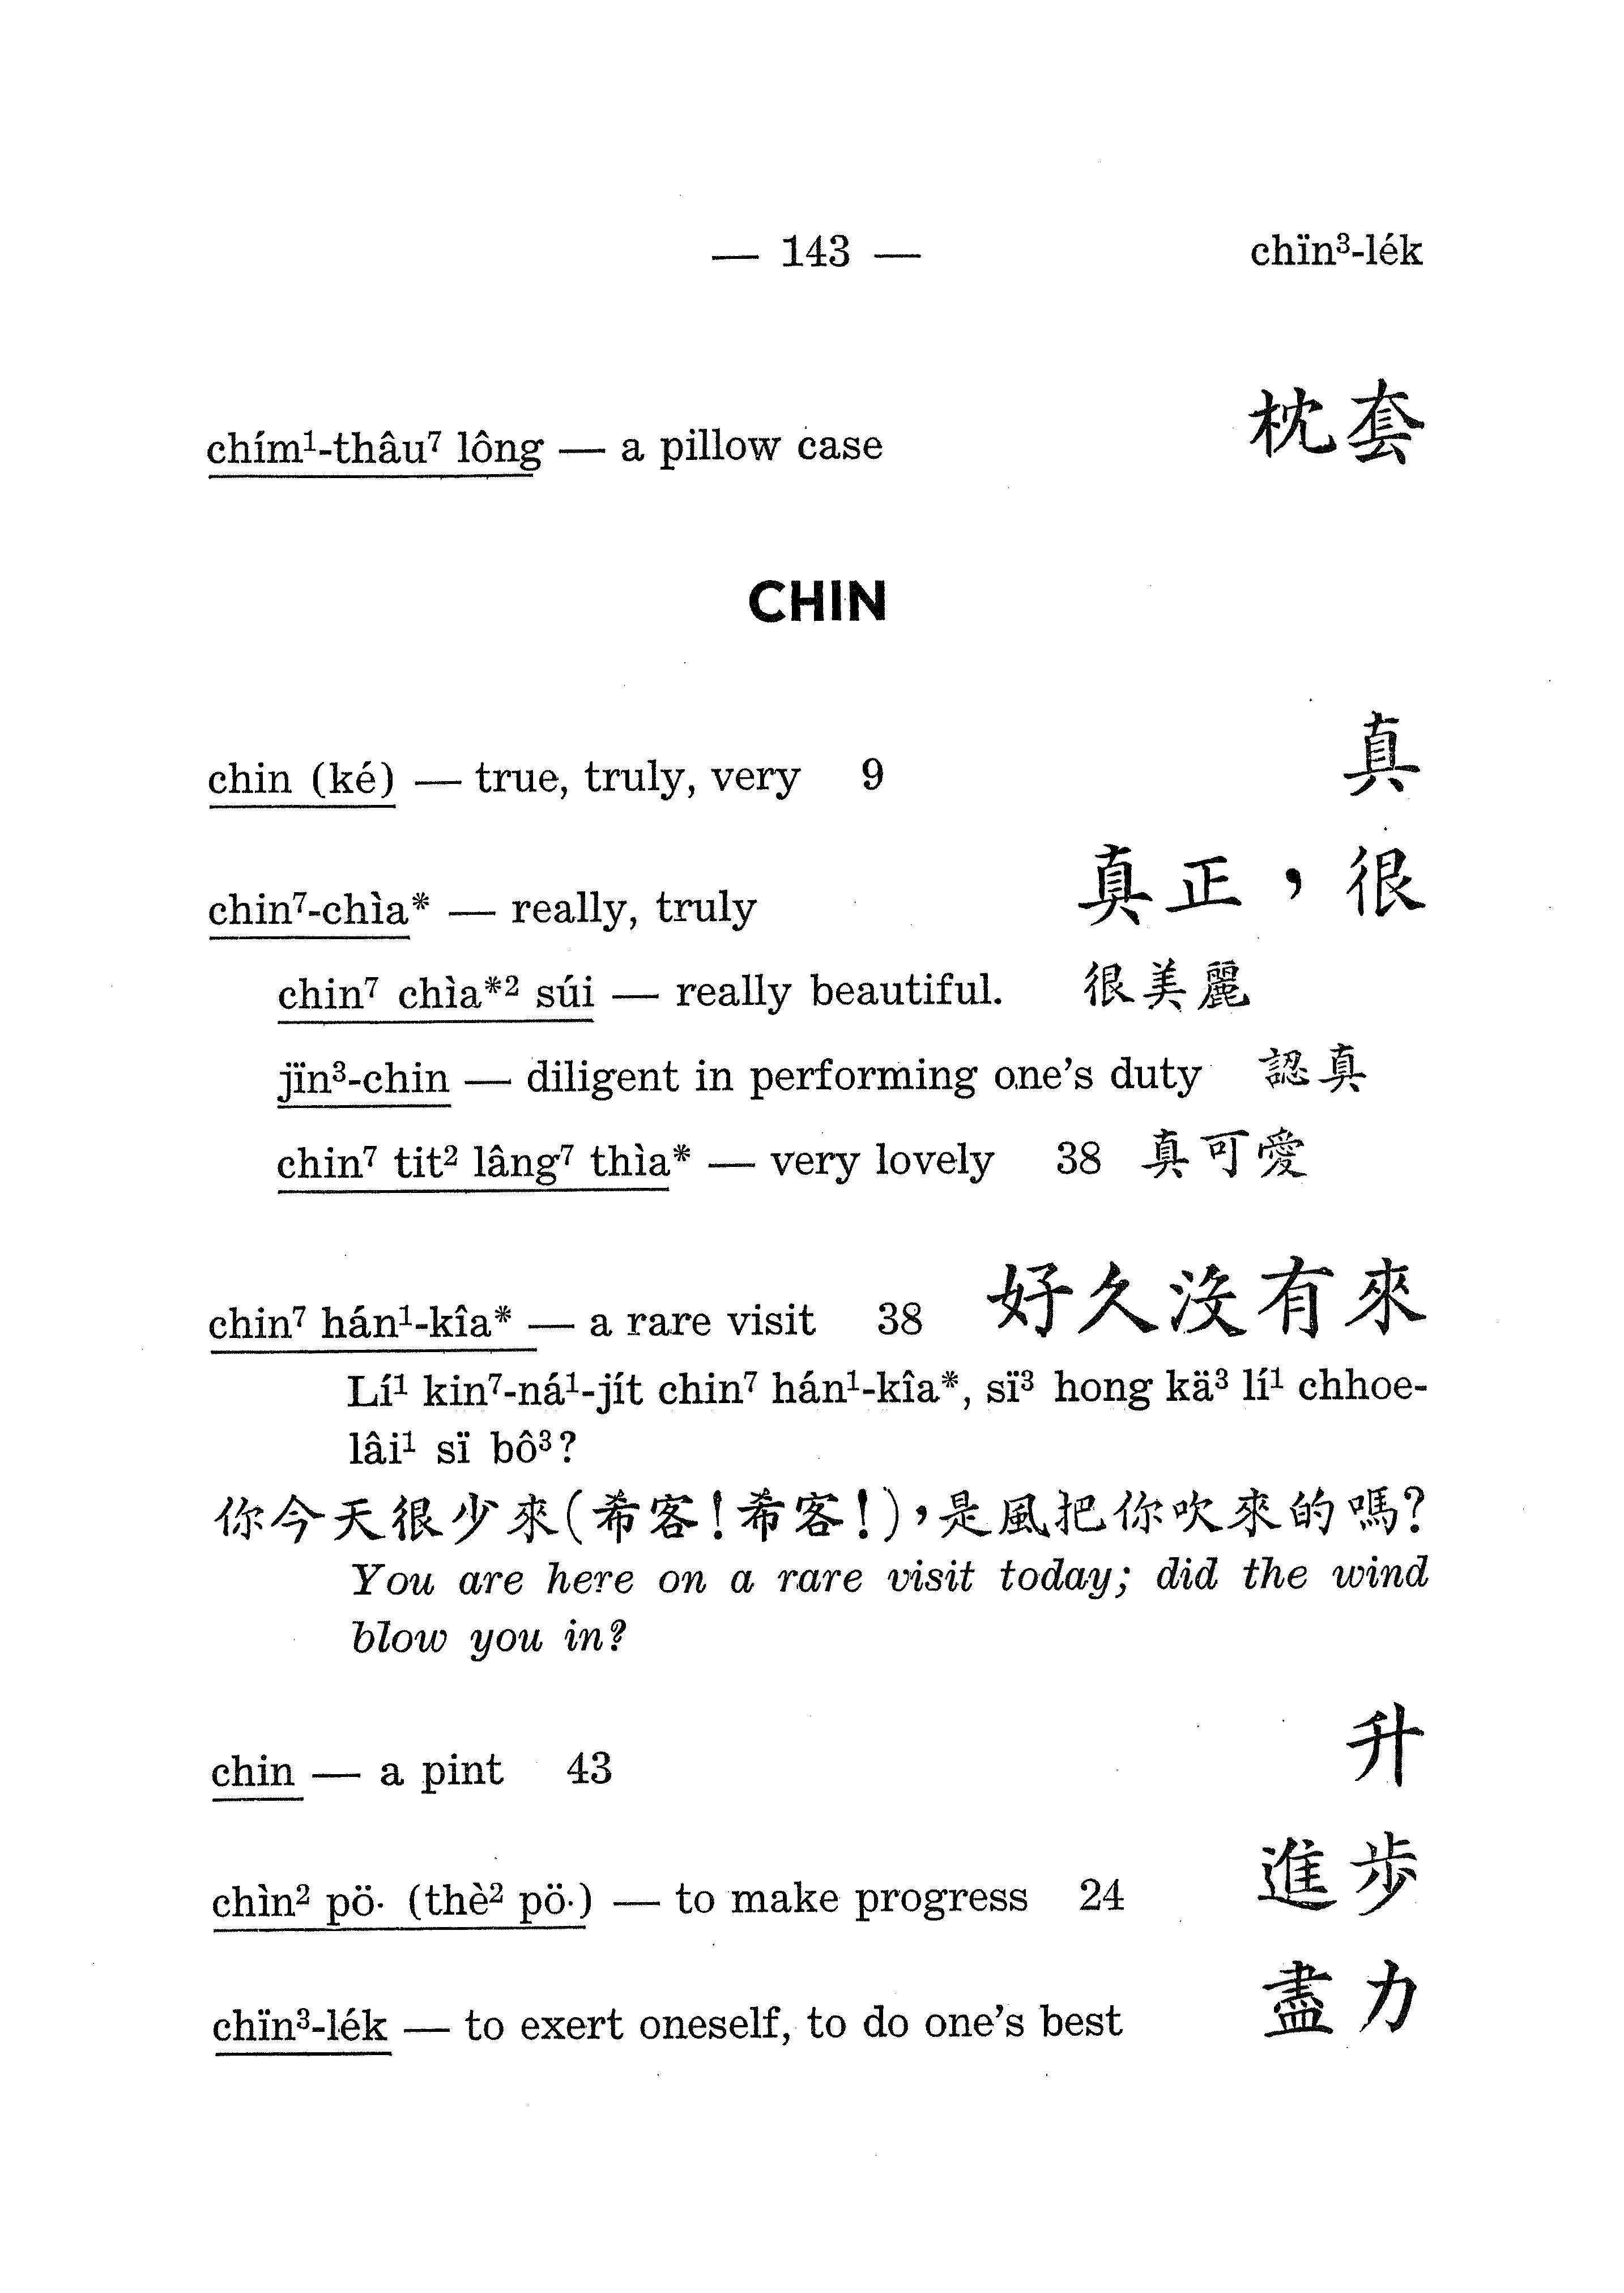 — 143 — chïn³-lék
chím¹-thâu⁷ lông — a pillow case 枕套
CHIN
chin (ké) — true, truly, very 9 真
chin⁷-chìa* — really, truly 真正，很
chin⁷ chìa*² súi — really beautiful. 很美麗
jïn³-chin — diligent in performing one's duty 認真
chin⁷ tit² lâng⁷ thìa* — very lovely 38 真可愛
chin⁷ hán¹-kîa* — a rare visit 38 好久沒有來
Lí¹ kin⁷-ná¹-jít chin⁷ hán¹-kîa*, sï³ hong kä³ lí¹ chhoe-
lâi¹ sï bô³?
你今天很少來(希客!希客!)，是風把你吹來的嗎?
You are here on a rare visit today; did the wind
blow you in?
chin — a pint 43 升
chìn² pö· (thè² pö·) — to make progress 24 進步
chïn³-lék — to exert oneself, to do one's best 盡力